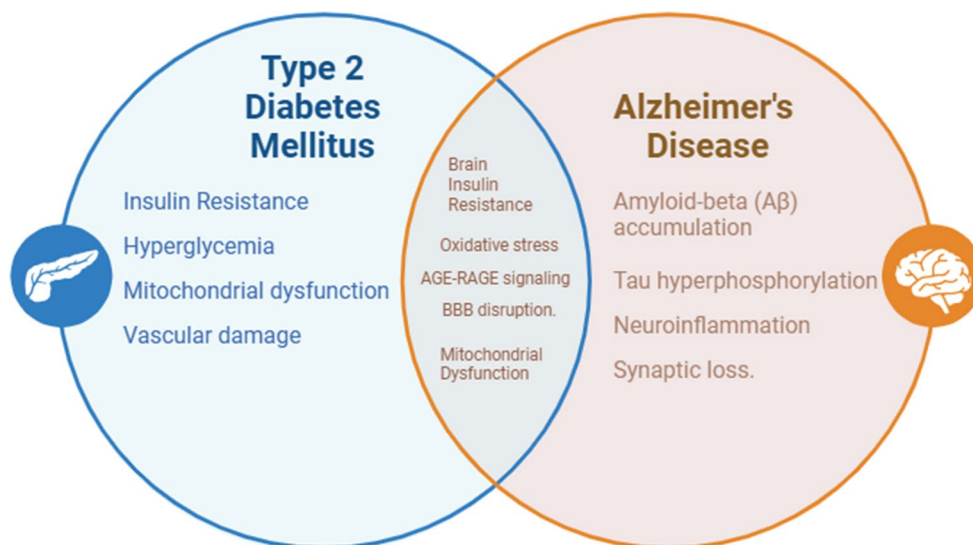 Type 2
Diabetes
Mellitus
Insulin Resistance
Hyperglycemia
Mitochondrial dysfunction
Vascular damage
Brain
Insulin
Resistance
Oxidative stress
AGE-RAGE signaling
BBB disruption.
Mitochondrial
Dysfunction
Alzheimer's
Disease
Amyloid-beta (Aβ)
accumulation
Tau hyperphosphorylation
Neuroinflammation
Synaptic loss.